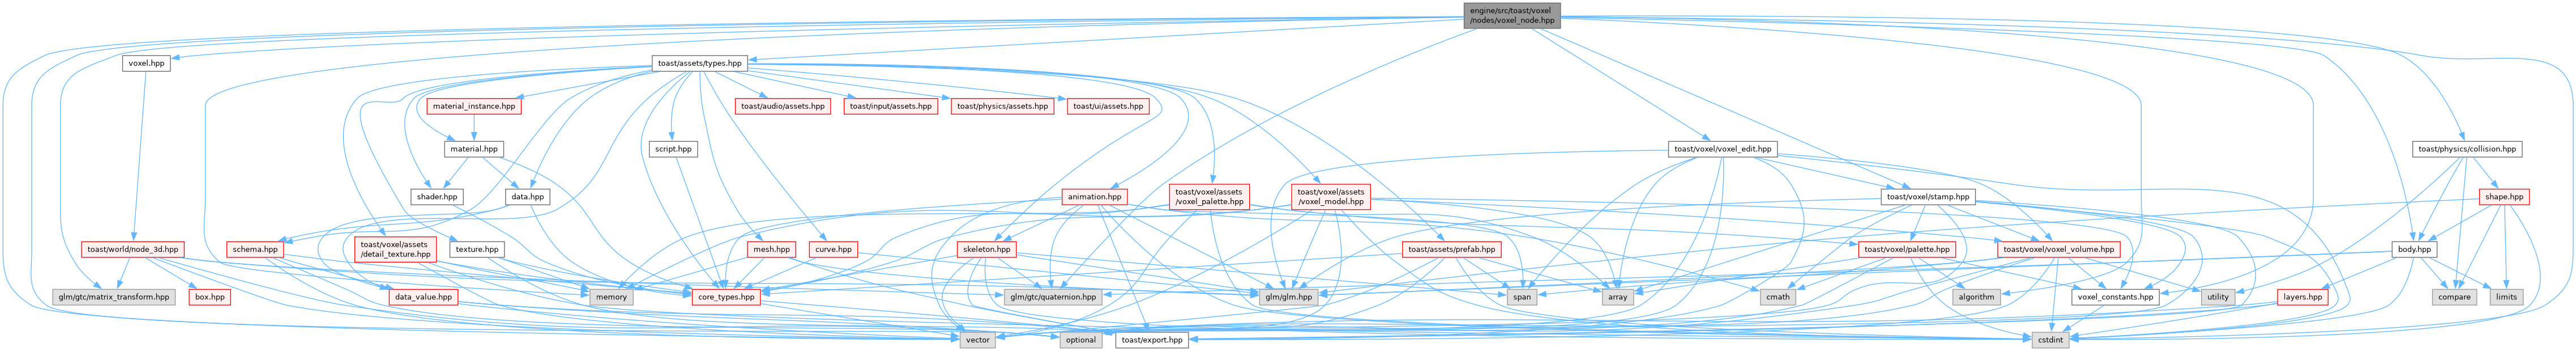 engine/src/toast/voxel
/nodes/voxel_node.hpp
voxel.hpp
toast/assets/types.hpp
material_instance.hpp
toast/audio/assets.hpp
toast/input/assets.hpp
toast/physics/assets.hpp
toast/ui/assets.hpp
material.hpp
script.hpp
toast/voxel/voxel_edit.hpp
toast/physics/collision.hpp
shader.hpp
data.hpp
animation.hpp
toast/voxel/assets
/voxel_palette.hpp
toast/voxel/assets
/voxel_model.hpp
toast/voxel/stamp.hpp
shape.hpp
toast/world/node_3d.hpp
schema.hpp
toast/voxel/assets
/detail_texture.hpp
texture.hpp
mesh.hpp
curve.hpp
skeleton.hpp
toast/assets/prefab.hpp
toast/voxel/palette.hpp
toast/voxel/voxel_volume.hpp
body.hpp
glm/gtc/matrix_transform.hpp
box.hpp
data_value.hpp
memory
core_types.hpp
glm/gtc/quaternion.hpp
glm/glm.hpp
span
array
cmath
algorithm
voxel_constants.hpp
utility
layers.hpp
compare
limits
vector
optional
toast/export.hpp
cstdint